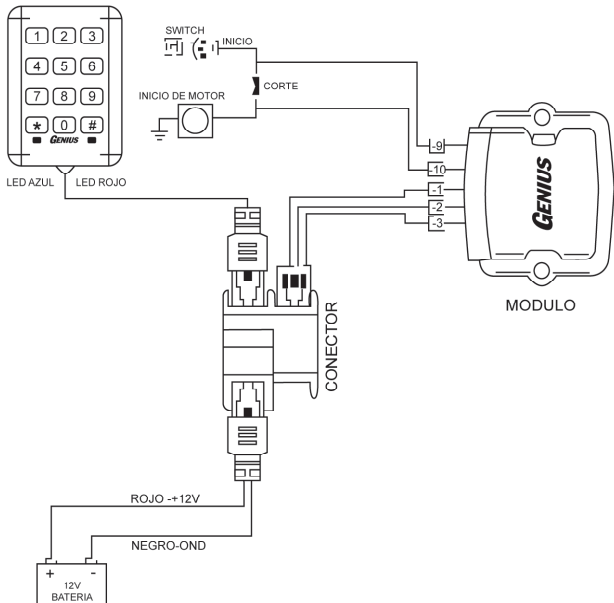 1 2 3
4 5 6
7 8 9
* 0 #
GENIUS
LED AZUL LED ROJO
SWITCH
INICIO
CORTE
INICIO DE MOTOR
-9
-10
-1
-2
-3
GENIUS
MODULO
CONECTOR
ROJO -+12V
NEGRO-OND
+ -
12V
BATERIA